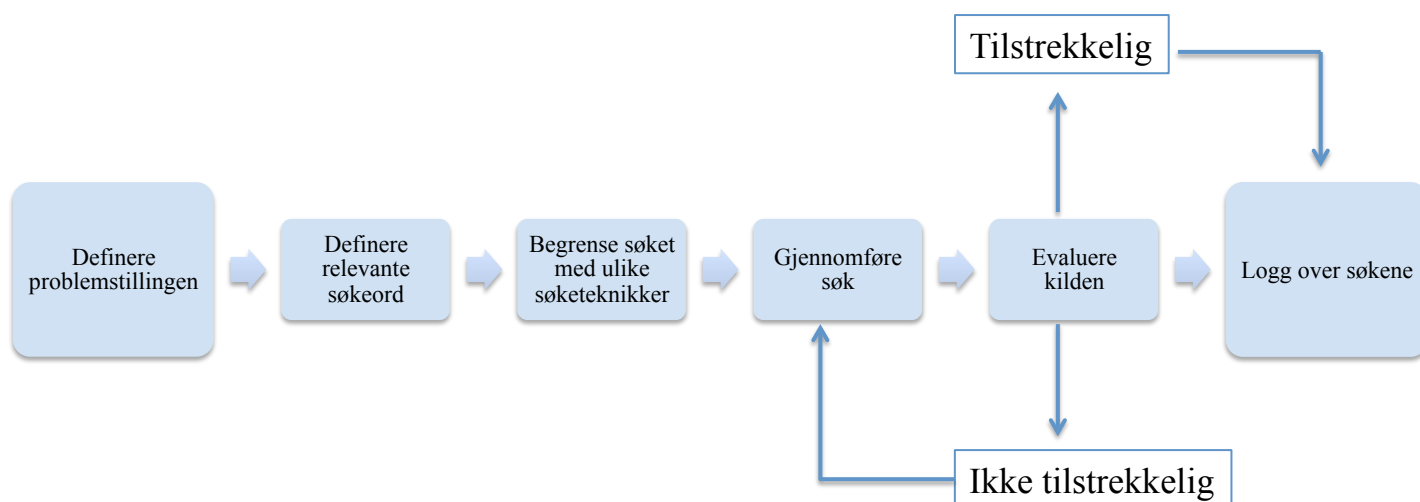 Tilstrekkelig
Definere
problemstillingen
Definere
relevante
søkeord
Begrense søket
med ulike
søketeknikker
Gjennomføre
søk
Evaluere
kilden
Logg over søkene
Ikke tilstrekkelig